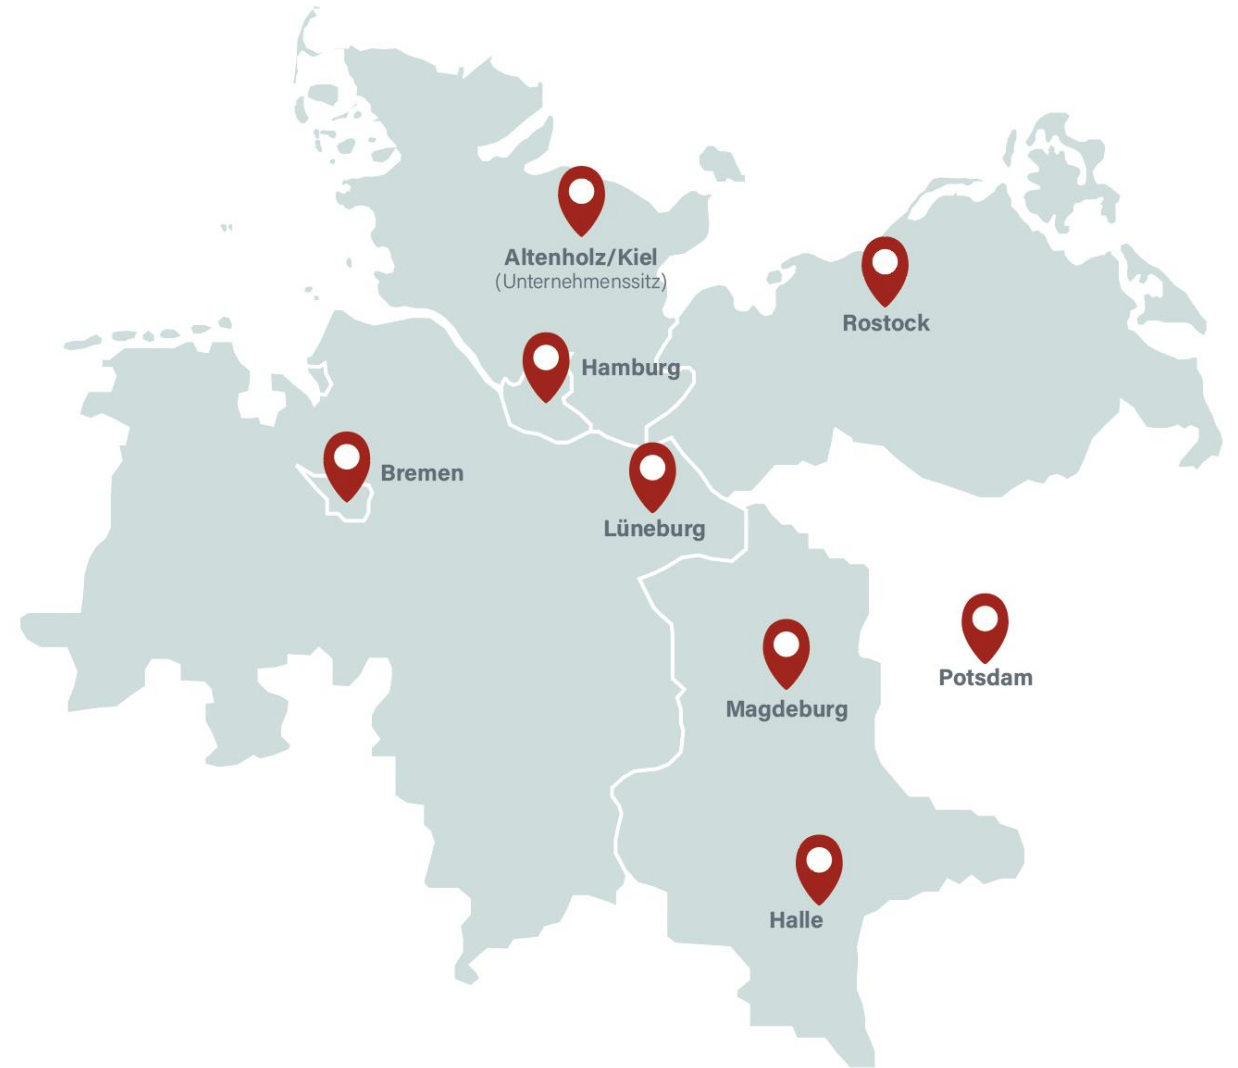 Altenholz/Kiel
(Unternehmenssitz)
Rostock
Hamburg
Bremen
Lüneburg
Potsdam
Magdeburg
Halle